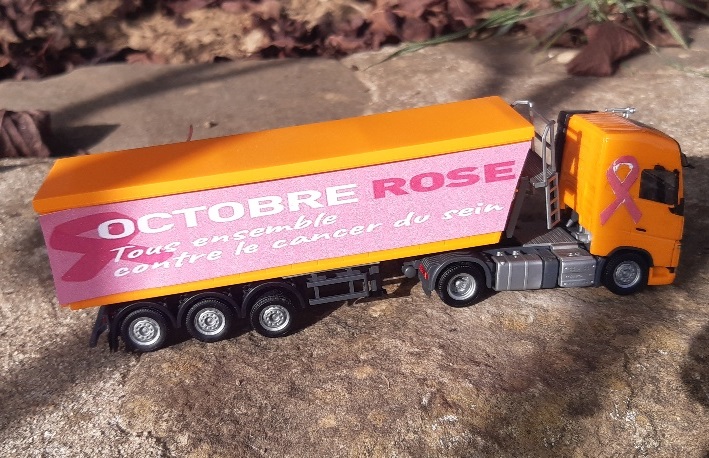 OCTOBRE ROSE
Tous ensemble
contre le cancer du sein